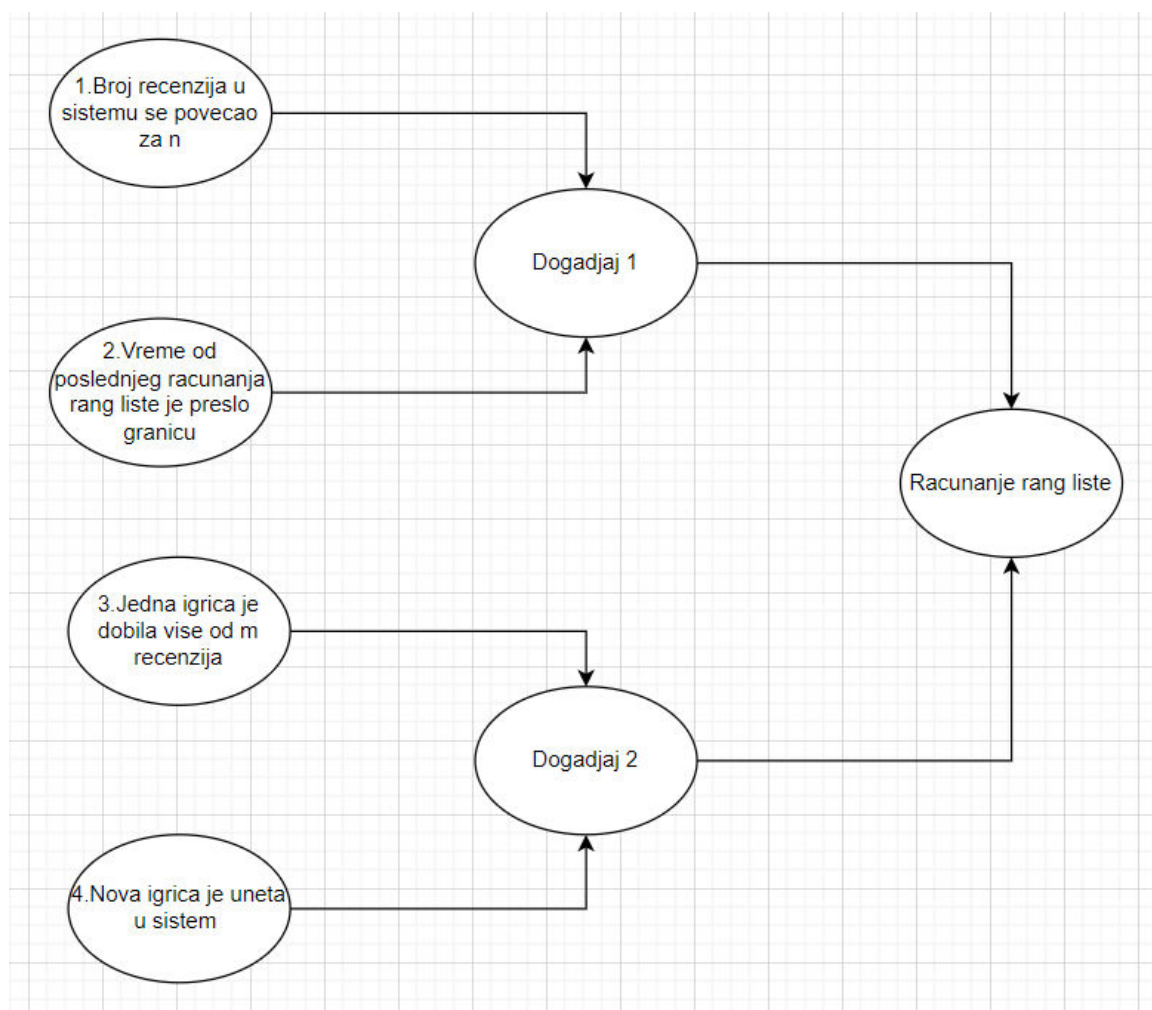 1.Broj recenzija u
sistemu se povecao
za n
Dogadjaj 1
2.Vreme od
poslednjeg racunanja
rang liste je preslo
granicu
Racunanje rang liste
3.Jedna igrica je
dobila vise od m
recenzija
Dogadjaj 2
4.Nova igrica je uneta
u sistem